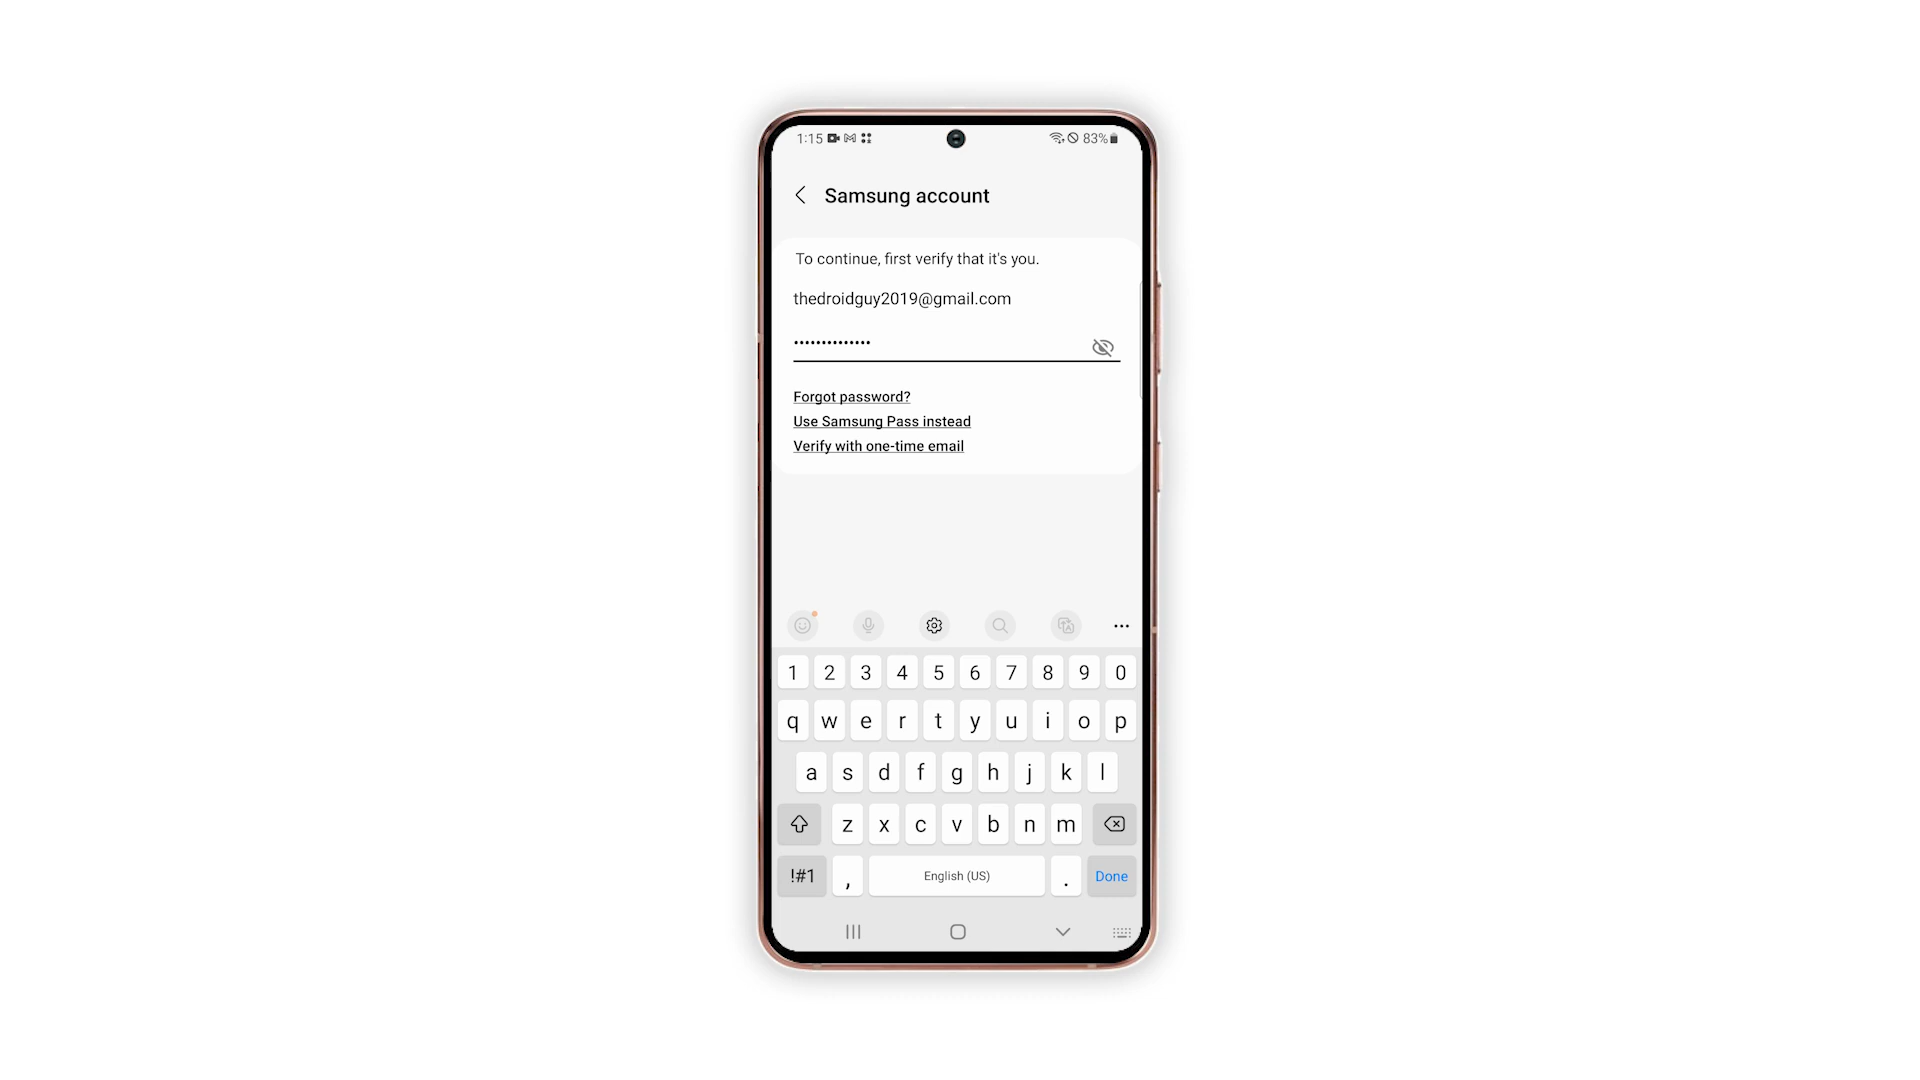 1:15 83%
Samsung account
To continue, first verify that it's you.
thedroidguy2019@gmail.com
••••••••••••••
Forgot password?
Use Samsung Pass instead
Verify with one-time email
1 2 3 4 5 6 7 8 9 0
q w e r t y u i o p
a s d f g h j k l
z x c v b n m
!#1 , English (US) . Done